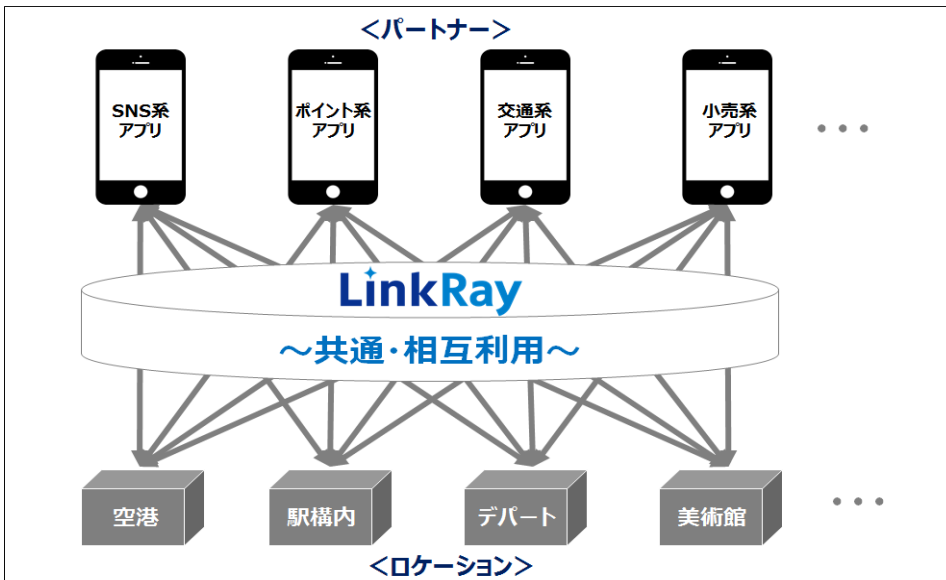 ＜パートナー＞
SNS系
アプリ
ポイント系
アプリ
交通系
アプリ
小売系
アプリ
・・・
LinkRay
～共通・相互利用～
空港
駅構内
デパート
美術館
・・・
＜ロケーション＞